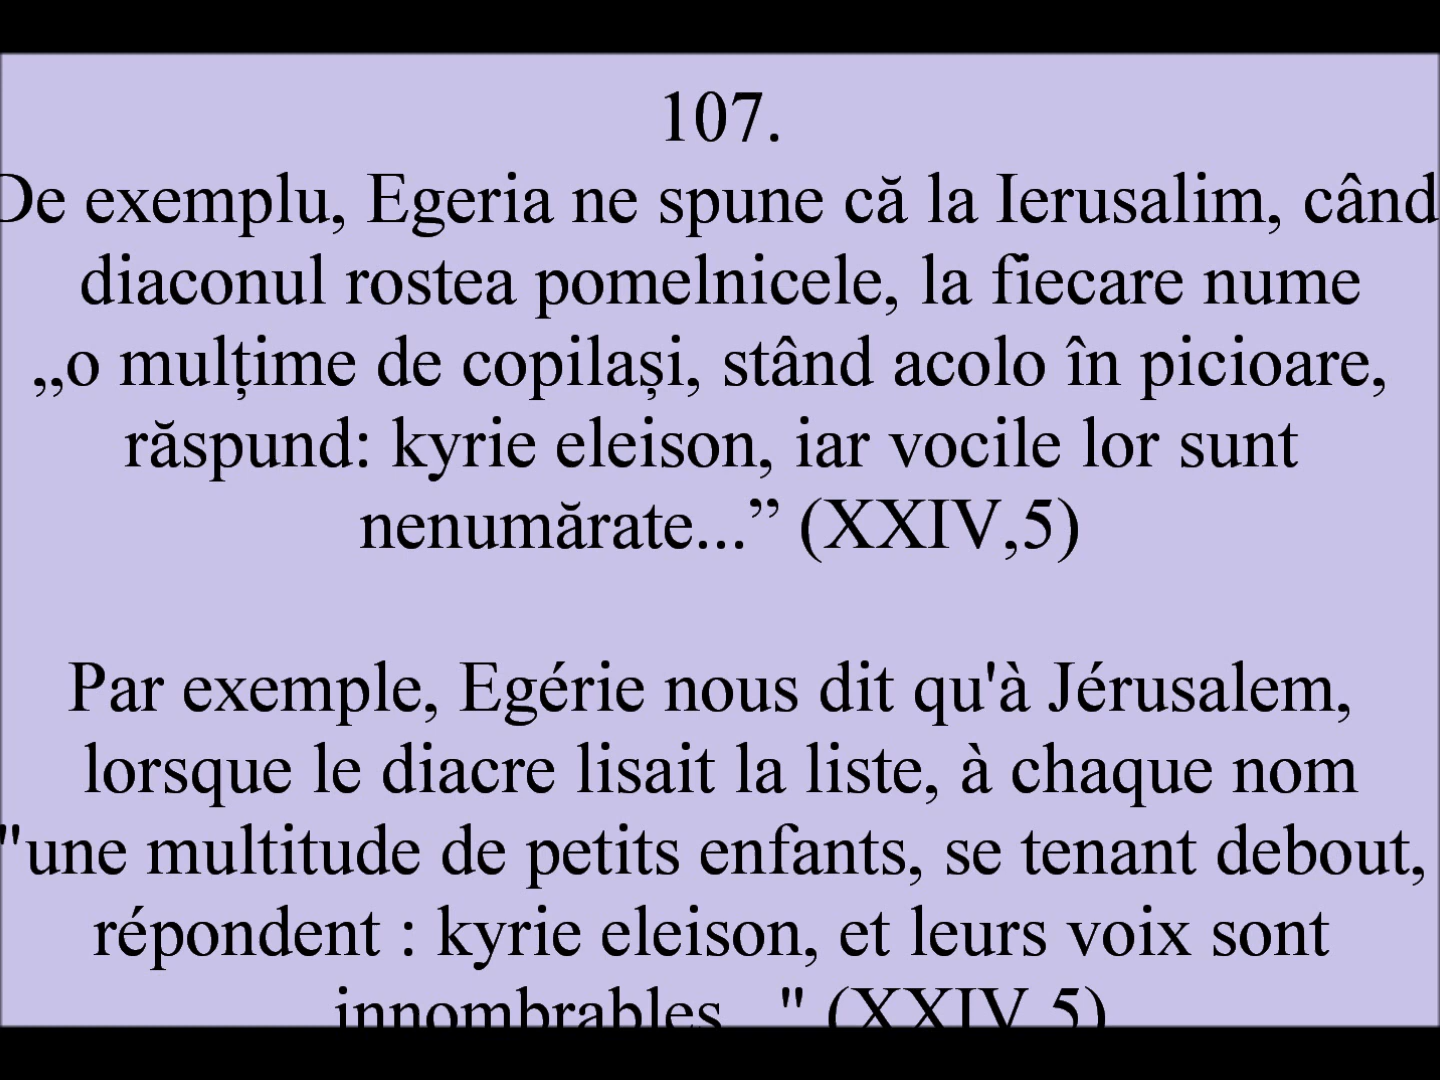 107.
De exemplu, Egeria ne spune că la Ierusalim, când
diaconul rostea pomelnicele, la fiecare nume
„o mulțime de copilași, stând acolo în picioare,
răspund: kyrie eleison, iar vocile lor sunt
nenumărate...” (XXIV,5)
Par exemple, Egérie nous dit qu'à Jérusalem,
lorsque le diacre lisait la liste, à chaque nom
"une multitude de petits enfants, se tenant debout,
répondent : kyrie eleison, et leurs voix sont
innombrables..." (XXIV,5)